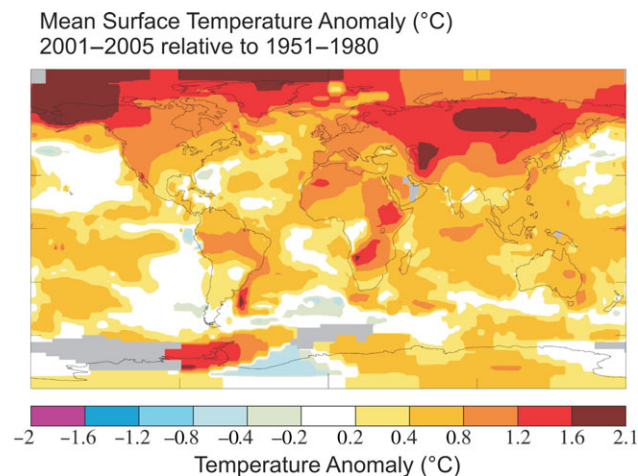 Mean Surface Temperature Anomaly (°C)
2001–2005 relative to 1951–1980
−2 −1.6 −1.2 −0.8 −0.4 −0.2 0.2 0.4 0.8 1.2 1.6 2.1
Temperature Anomaly (°C)